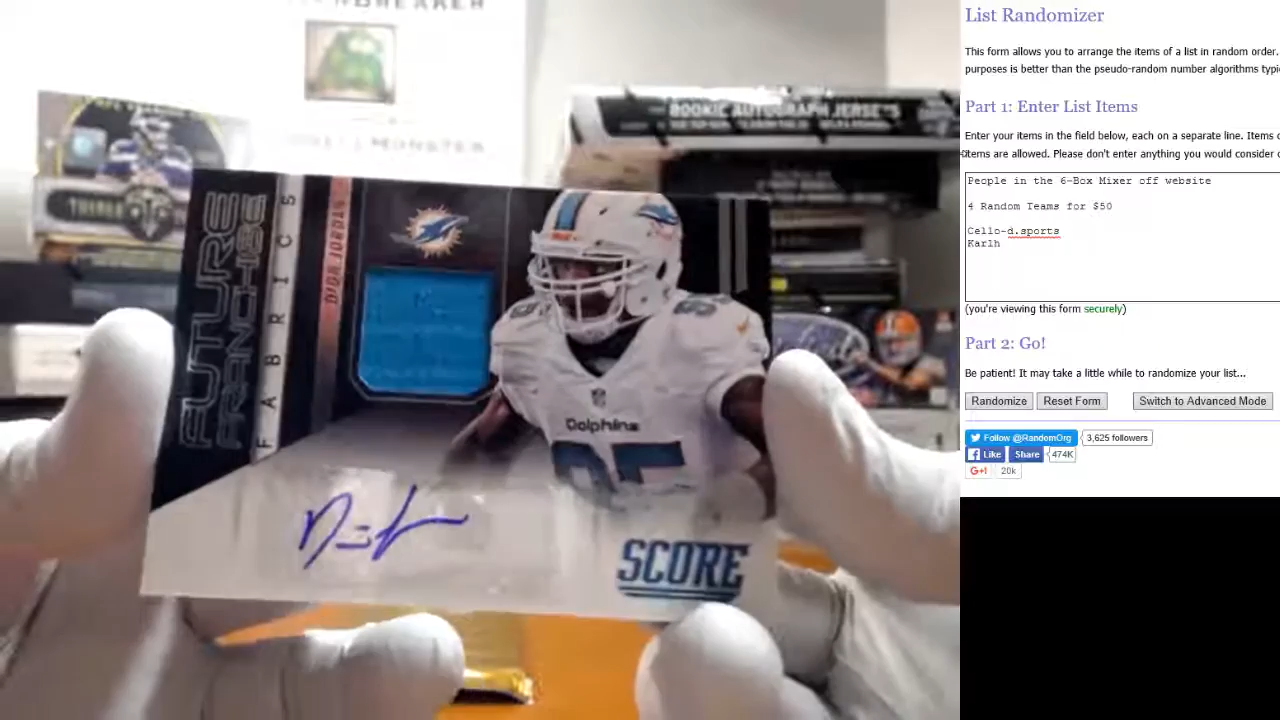 List Randomizer
This form allows you to arrange the items of a list in random order.
purposes is better than the pseudo-random number algorithms typi
Part 1: Enter List Items
Enter your items in the field below, each on a separate line. Items c
items are allowed. Please don't enter anything you would consider c
People in the 6-Box Mixer off website
4 Random Teams for $50
Cello-d.sports
Karlh
(you're viewing this form securely)
Part 2: Go!
Be patient! It may take a little while to randomize your list...
Randomize Reset Form Switch to Advanced Mode
Follow @RandomOrg 3,625 followers
Like Share 474K
G+1 20k
ROOKIE AUTOGRAPH JERSEYS
MONSTER
FUTURE
FRANCHISE
FABRICS
DION JORDAN
Dolphins
95
SCORE